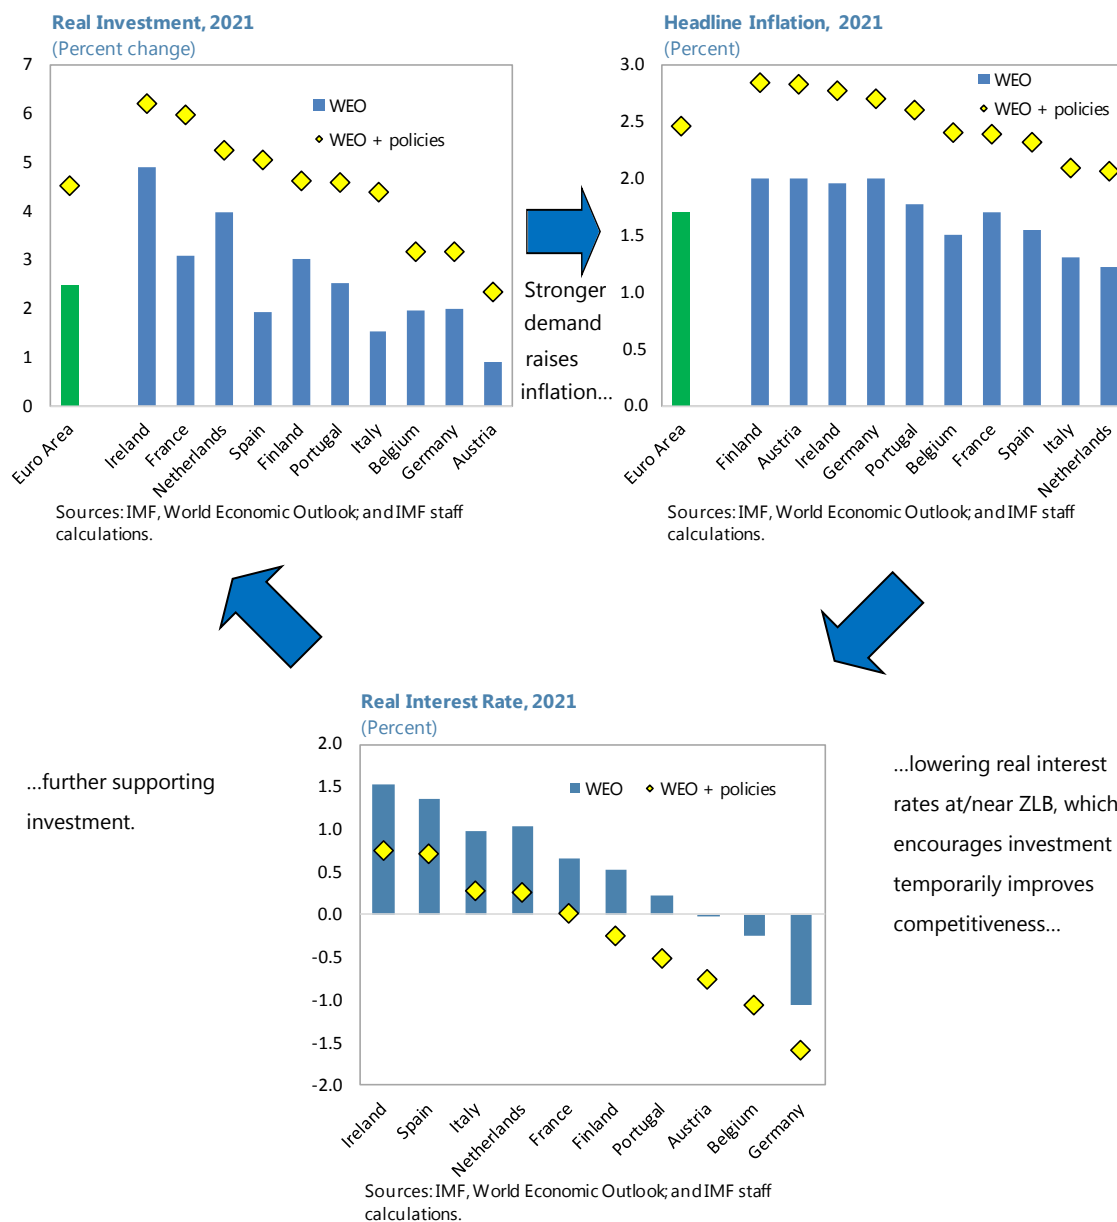 Real Investment, 2021
(Percent change)
7
6
5
4
3
2
1
0
WEO
WEO + policies
Euro Area
Ireland
France
Netherlands
Spain
Finland
Portugal
Italy
Belgium
Germany
Austria
Sources: IMF, World Economic Outlook; and IMF staff
calculations.
Stronger
demand
raises
inflation...
Headline Inflation, 2021
(Percent)
3.0
2.5
2.0
1.5
1.0
0.5
0.0
WEO
WEO + policies
Euro Area
Finland
Austria
Ireland
Germany
Portugal
Belgium
France
Spain
Italy
Netherlands
Sources: IMF, World Economic Outlook; and IMF staff
calculations.
...lowering real interest
rates at/near ZLB, which
encourages investment
temporarily improves
competitiveness...
Real Interest Rate, 2021
(Percent)
2.0
1.5
1.0
0.5
0.0
-0.5
-1.0
-1.5
-2.0
WEO
WEO + policies
Ireland
Spain
Italy
Netherlands
France
Finland
Portugal
Austria
Belgium
Germany
Sources: IMF, World Economic Outlook; and IMF staff
calculations.
...further supporting
investment.